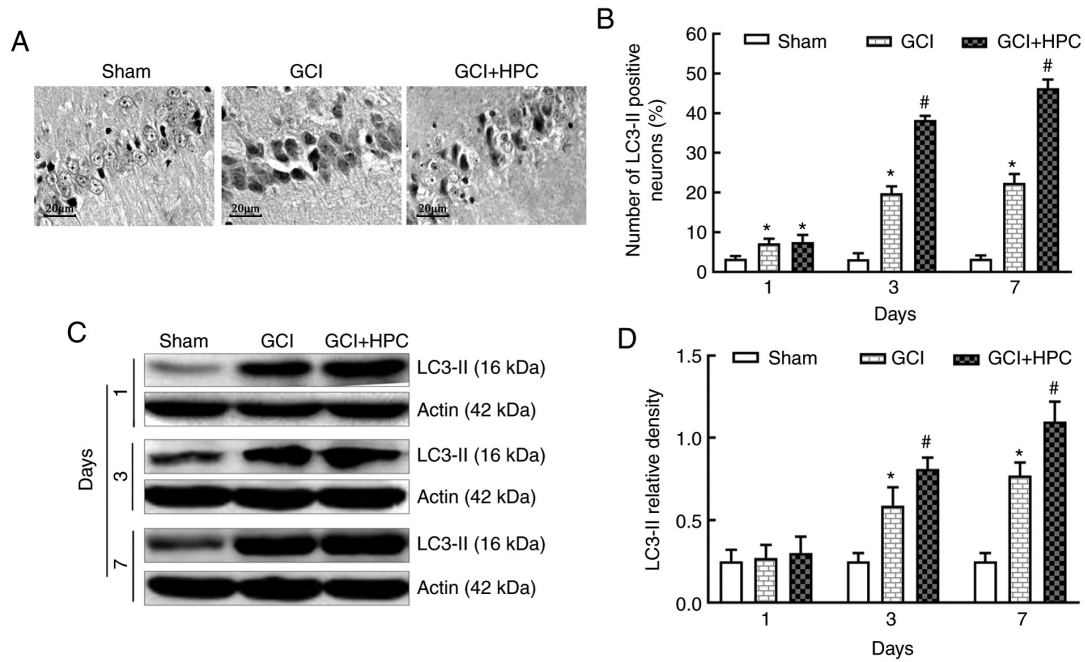 A
Sham
GCI
GCI+HPC
20μm
20μm
20μm
B
Number of LC3-II positive
neurons (%)
60
50
40
30
20
10
0
Sham
GCI
GCI+HPC
*
*
*
#
*
#
1
3
7
Days
C
Sham
GCI
GCI+HPC
Days
1
LC3-II (16 kDa)
Actin (42 kDa)
3
LC3-II (16 kDa)
Actin (42 kDa)
7
LC3-II (16 kDa)
Actin (42 kDa)
D
LC3-II relative density
1.5
1.0
0.5
0.0
Sham
GCI
GCI+HPC
*
#
*
#
1
3
7
Days